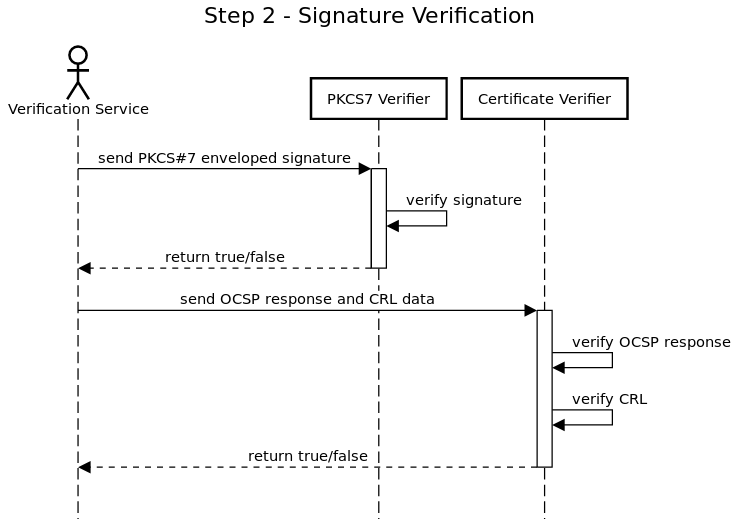 Step 2 - Signature Verification
Verification Service
PKCS7 Verifier
Certificate Verifier
send PKCS#7 enveloped signature
verify signature
return true/false
send OCSP response and CRL data
verify OCSP response
verify CRL
return true/false